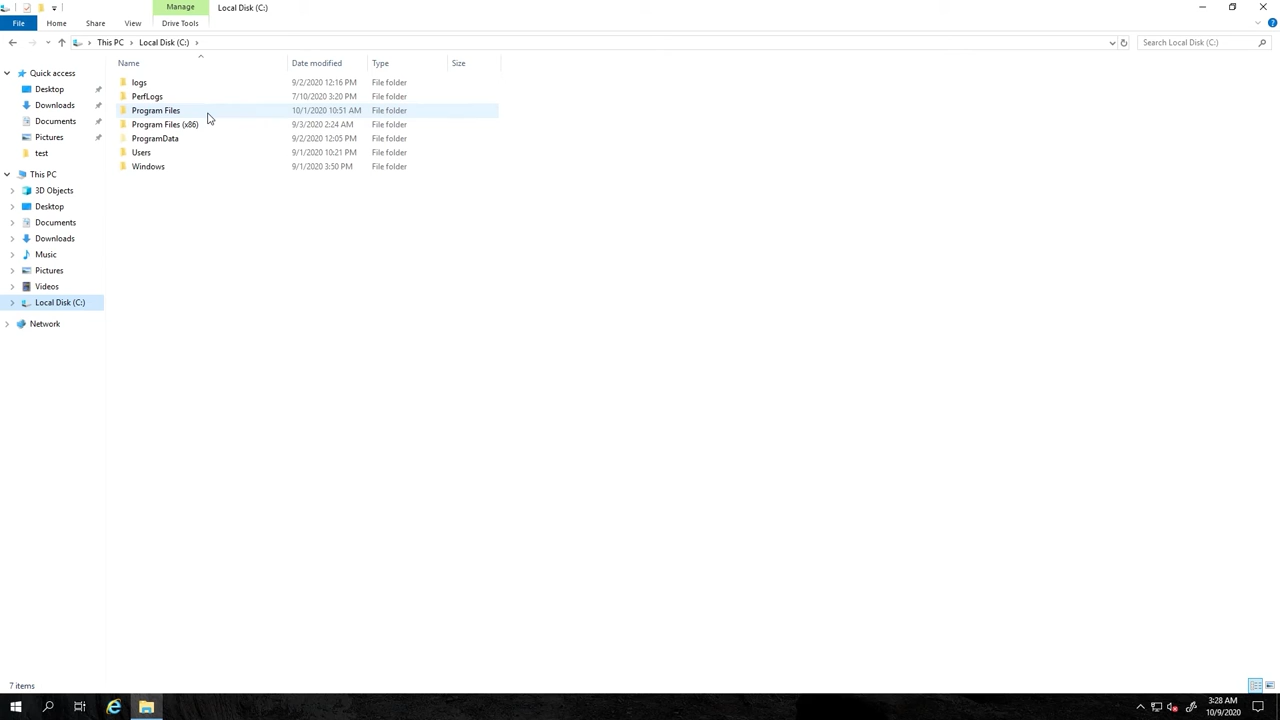 Manage
Local Disk (C:)
File
Home
Share
View
Drive Tools
This PC
Local Disk (C:)
Search Local Disk (C:)
Name
Date modified
Type
Size
logs 9/2/2020 12:16 PM File folder
PerfLogs 7/10/2020 3:20 PM File folder
Program Files 10/1/2020 10:51 AM File folder
Program Files (x86) 9/3/2020 2:24 AM File folder
ProgramData 9/2/2020 12:05 PM File folder
Users 9/1/2020 10:21 PM File folder
Windows 9/1/2020 3:50 PM File folder
Quick access
Desktop
Downloads
Documents
Pictures
test
This PC
3D Objects
Desktop
Documents
Downloads
Music
Pictures
Videos
Local Disk (C:)
Network
7 items
3:28 AM
10/9/2020